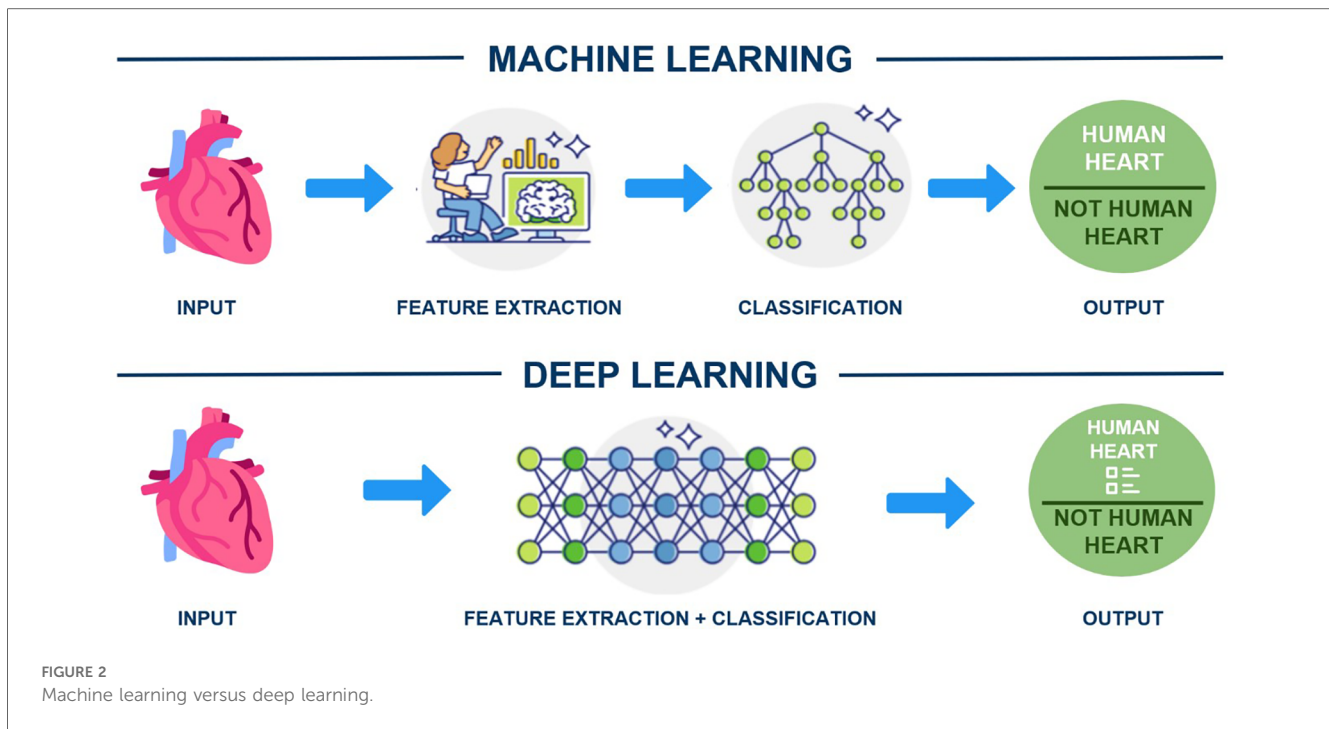 MACHINE LEARNING
HUMAN
HEART
NOT HUMAN
HEART
INPUT
FEATURE EXTRACTION
CLASSIFICATION
OUTPUT
DEEP LEARNING
HUMAN
HEART
NOT HUMAN
HEART
INPUT
FEATURE EXTRACTION + CLASSIFICATION
OUTPUT
FIGURE 2
Machine learning versus deep learning.